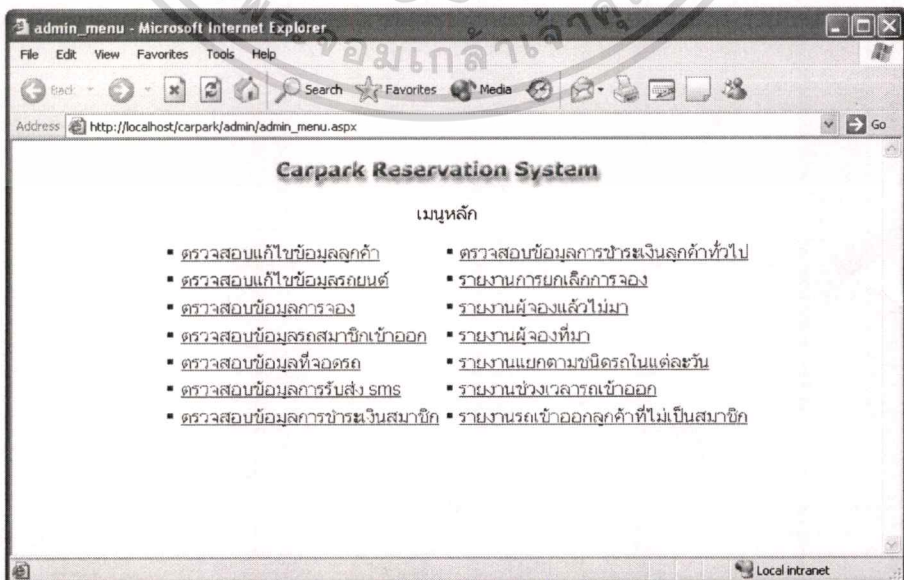 admin_menu - Microsoft Internet Explorer
File Edit View Favorites Tools Help
Back Search Favorites Media
Address http://localhost/carpark/admin/admin_menu.aspx Go
Carpark Reservation System
เมนูหลัก
ตรวจสอบแก้ไขข้อมูลลูกค้า
ตรวจสอบแก้ไขข้อมูลรถยนต์
ตรวจสอบข้อมูลการจอง
ตรวจสอบข้อมูลรถสมาชิกเข้าออก
ตรวจสอบข้อมูลที่จอดรถ
ตรวจสอบข้อมูลการรับส่ง sms
ตรวจสอบข้อมูลการชำระเงินสมาชิก
ตรวจสอบข้อมูลการชำระเงินลูกค้าทั่วไป
รายงานการยกเลิกการจอง
รายงานผู้จองแล้วไม่มา
รายงานผู้จองที่มา
รายงานแยกตามชนิดรถในแต่ละวัน
รายงานช่วงเวลารถเข้าออก
รายงานรถเข้าออกลูกค้าที่ไม่เป็นสมาชิก
Local intranet